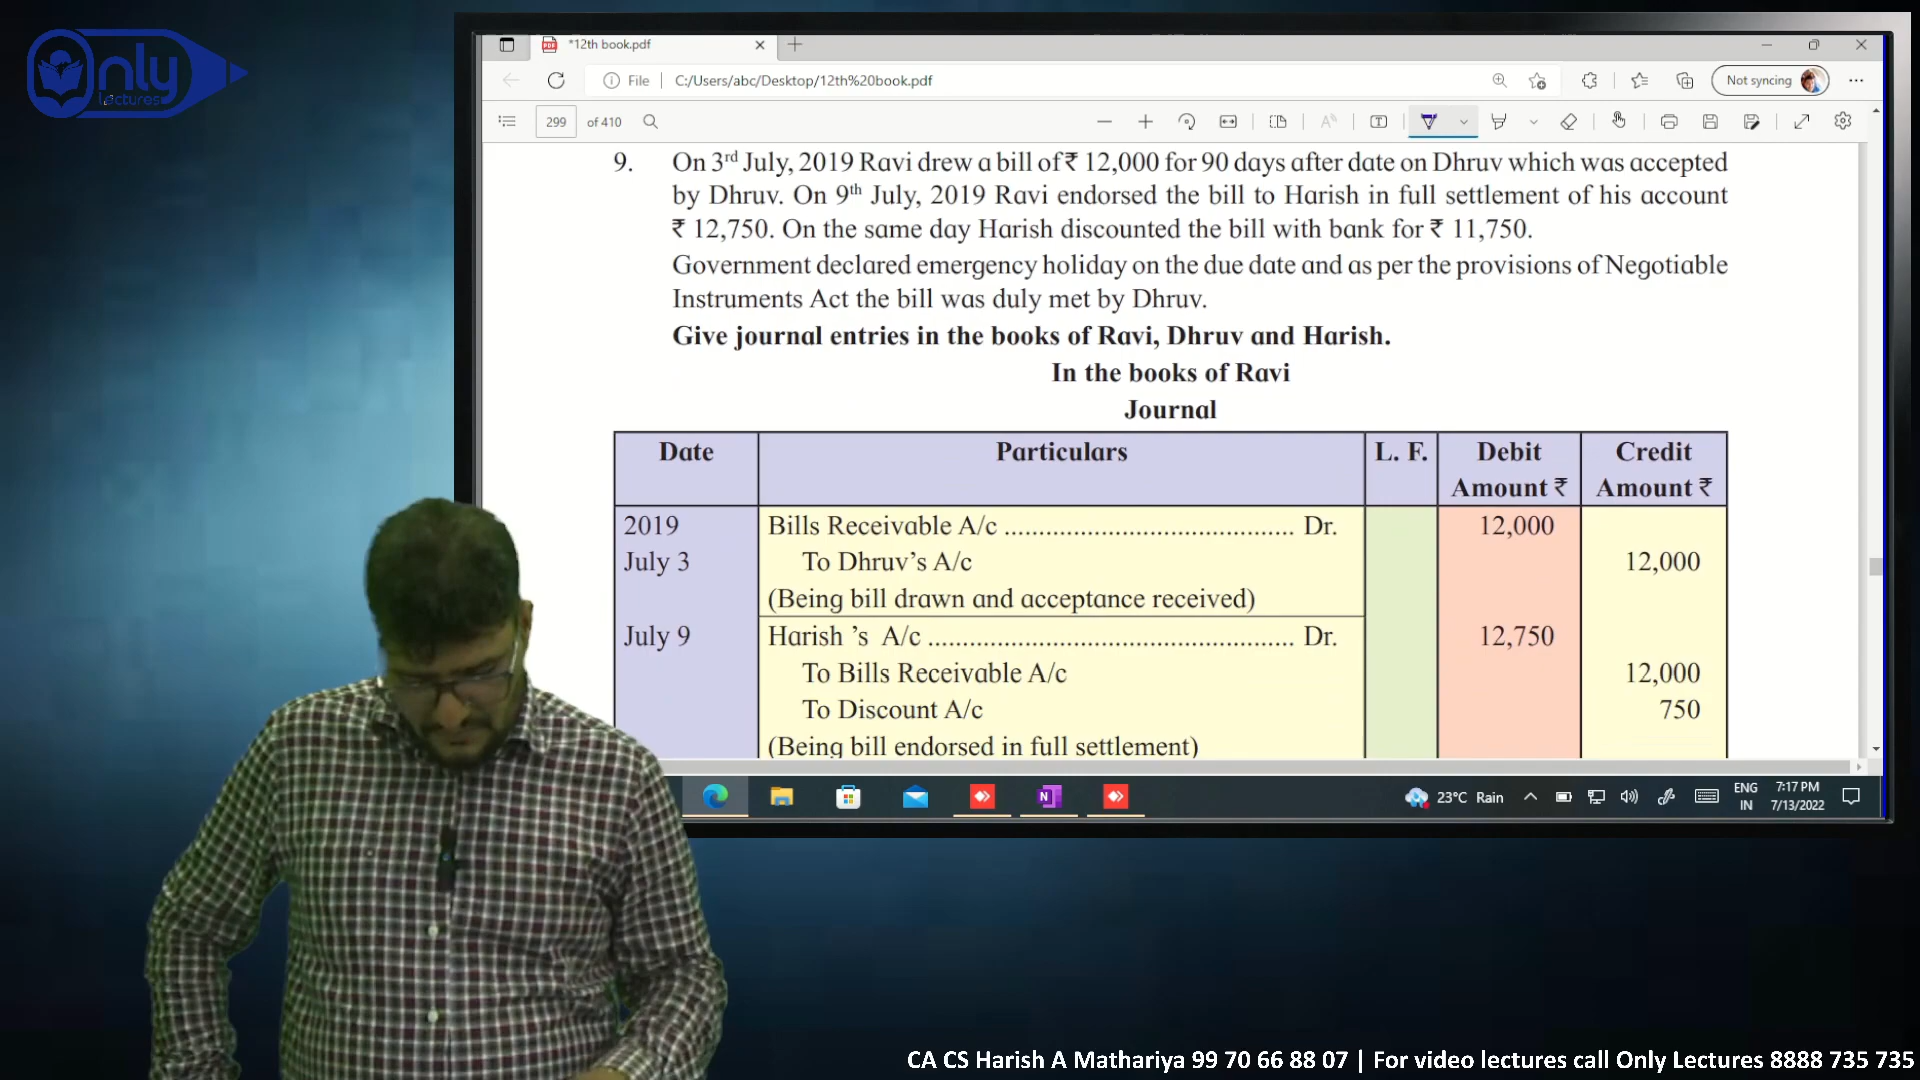 Only
Lectures
*12th book.pdf
File
C:/Users/abc/Desktop/12th%20book.pdf
Not syncing
299
of 410
9. On 3rd July, 2019 Ravi drew a bill of ₹ 12,000 for 90 days after date on Dhruv which was accepted
by Dhruv. On 9th July, 2019 Ravi endorsed the bill to Harish in full settlement of his account
₹ 12,750. On the same day Harish discounted the bill with bank for ₹ 11,750.
Government declared emergency holiday on the due date and as per the provisions of Negotiable
Instruments Act the bill was duly met by Dhruv.
Give journal entries in the books of Ravi, Dhruv and Harish.
In the books of Ravi
Journal
Date Particulars L. F. Debit Amount ₹ Credit Amount ₹
2019 Bills Receivable A/c .......................................... Dr. 12,000
July 3 To Dhruv’s A/c 12,000
(Being bill drawn and acceptance received)
July 9 Harish ’s A/c ..................................................... Dr. 12,750
To Bills Receivable A/c 12,000
To Discount A/c 750
(Being bill endorsed in full settlement)
23°C Rain
ENG
IN
7:17 PM
7/13/2022
CA CS Harish A Mathariya 99 70 66 88 07 | For video lectures call Only Lectures 8888 735 735